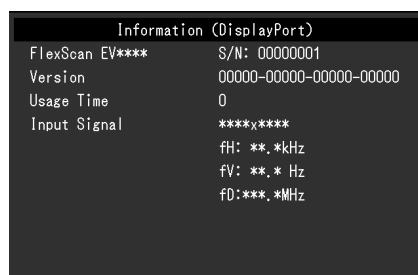 Information (DisplayPort)
FlexScan EV**** S/N: 00000001
Version 00000-00000-00000-00000
Usage Time 0
Input Signal ****x****
fH: **.*kHz
fV: **.* Hz
fD:***.*MHz